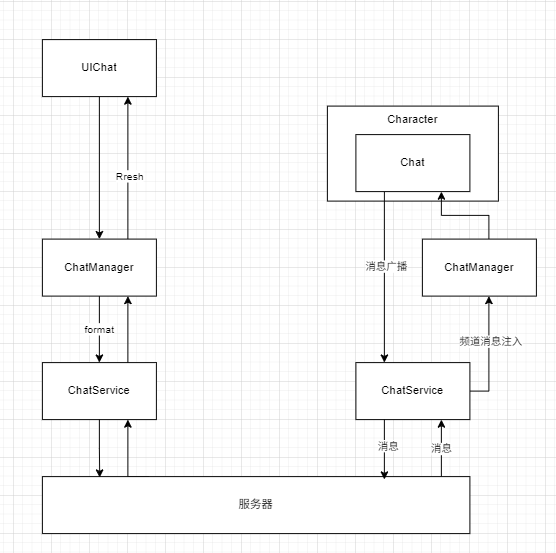 UIChat
Character
Chat
Rresh
消息广播
ChatManager
ChatManager
format
频道消息注入
ChatService
ChatService
消息
消息
服务器